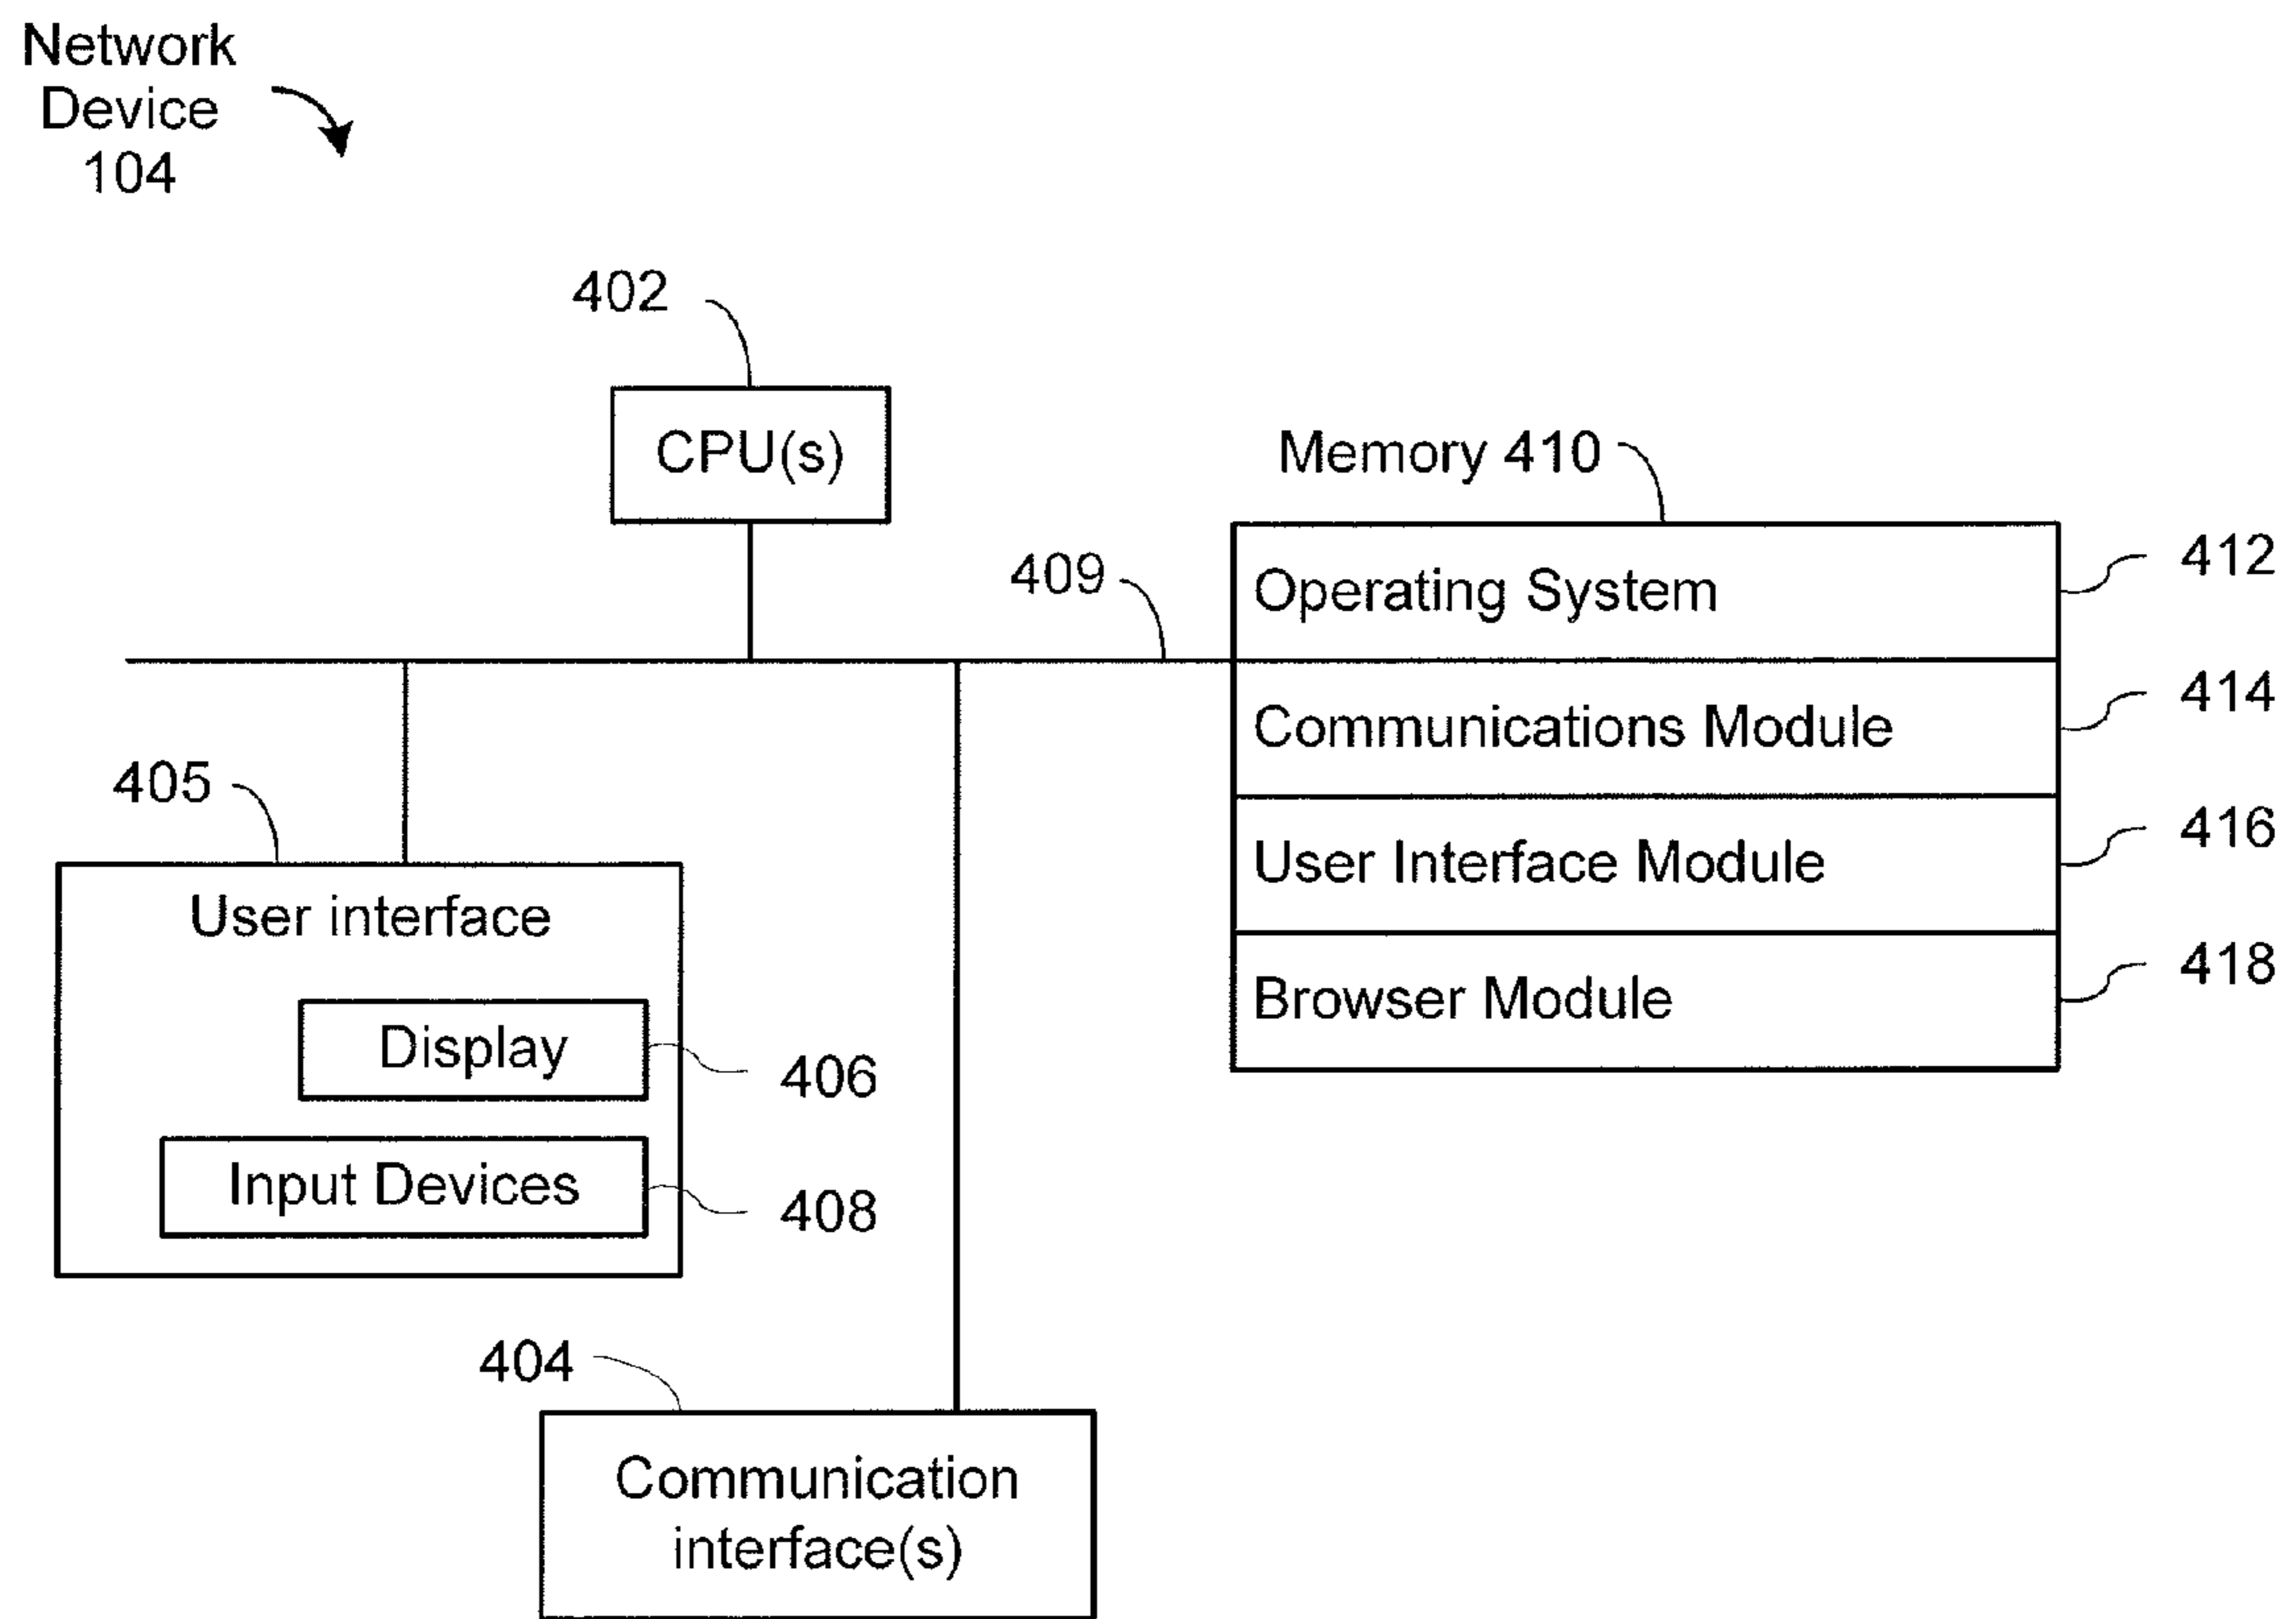 Network
Device
104
402
CPU(s)
Memory 410
409
Operating System
412
Communications Module
414
User Interface Module
416
Browser Module
418
405
User interface
Display
406
Input Devices
408
404
Communication
interface(s)